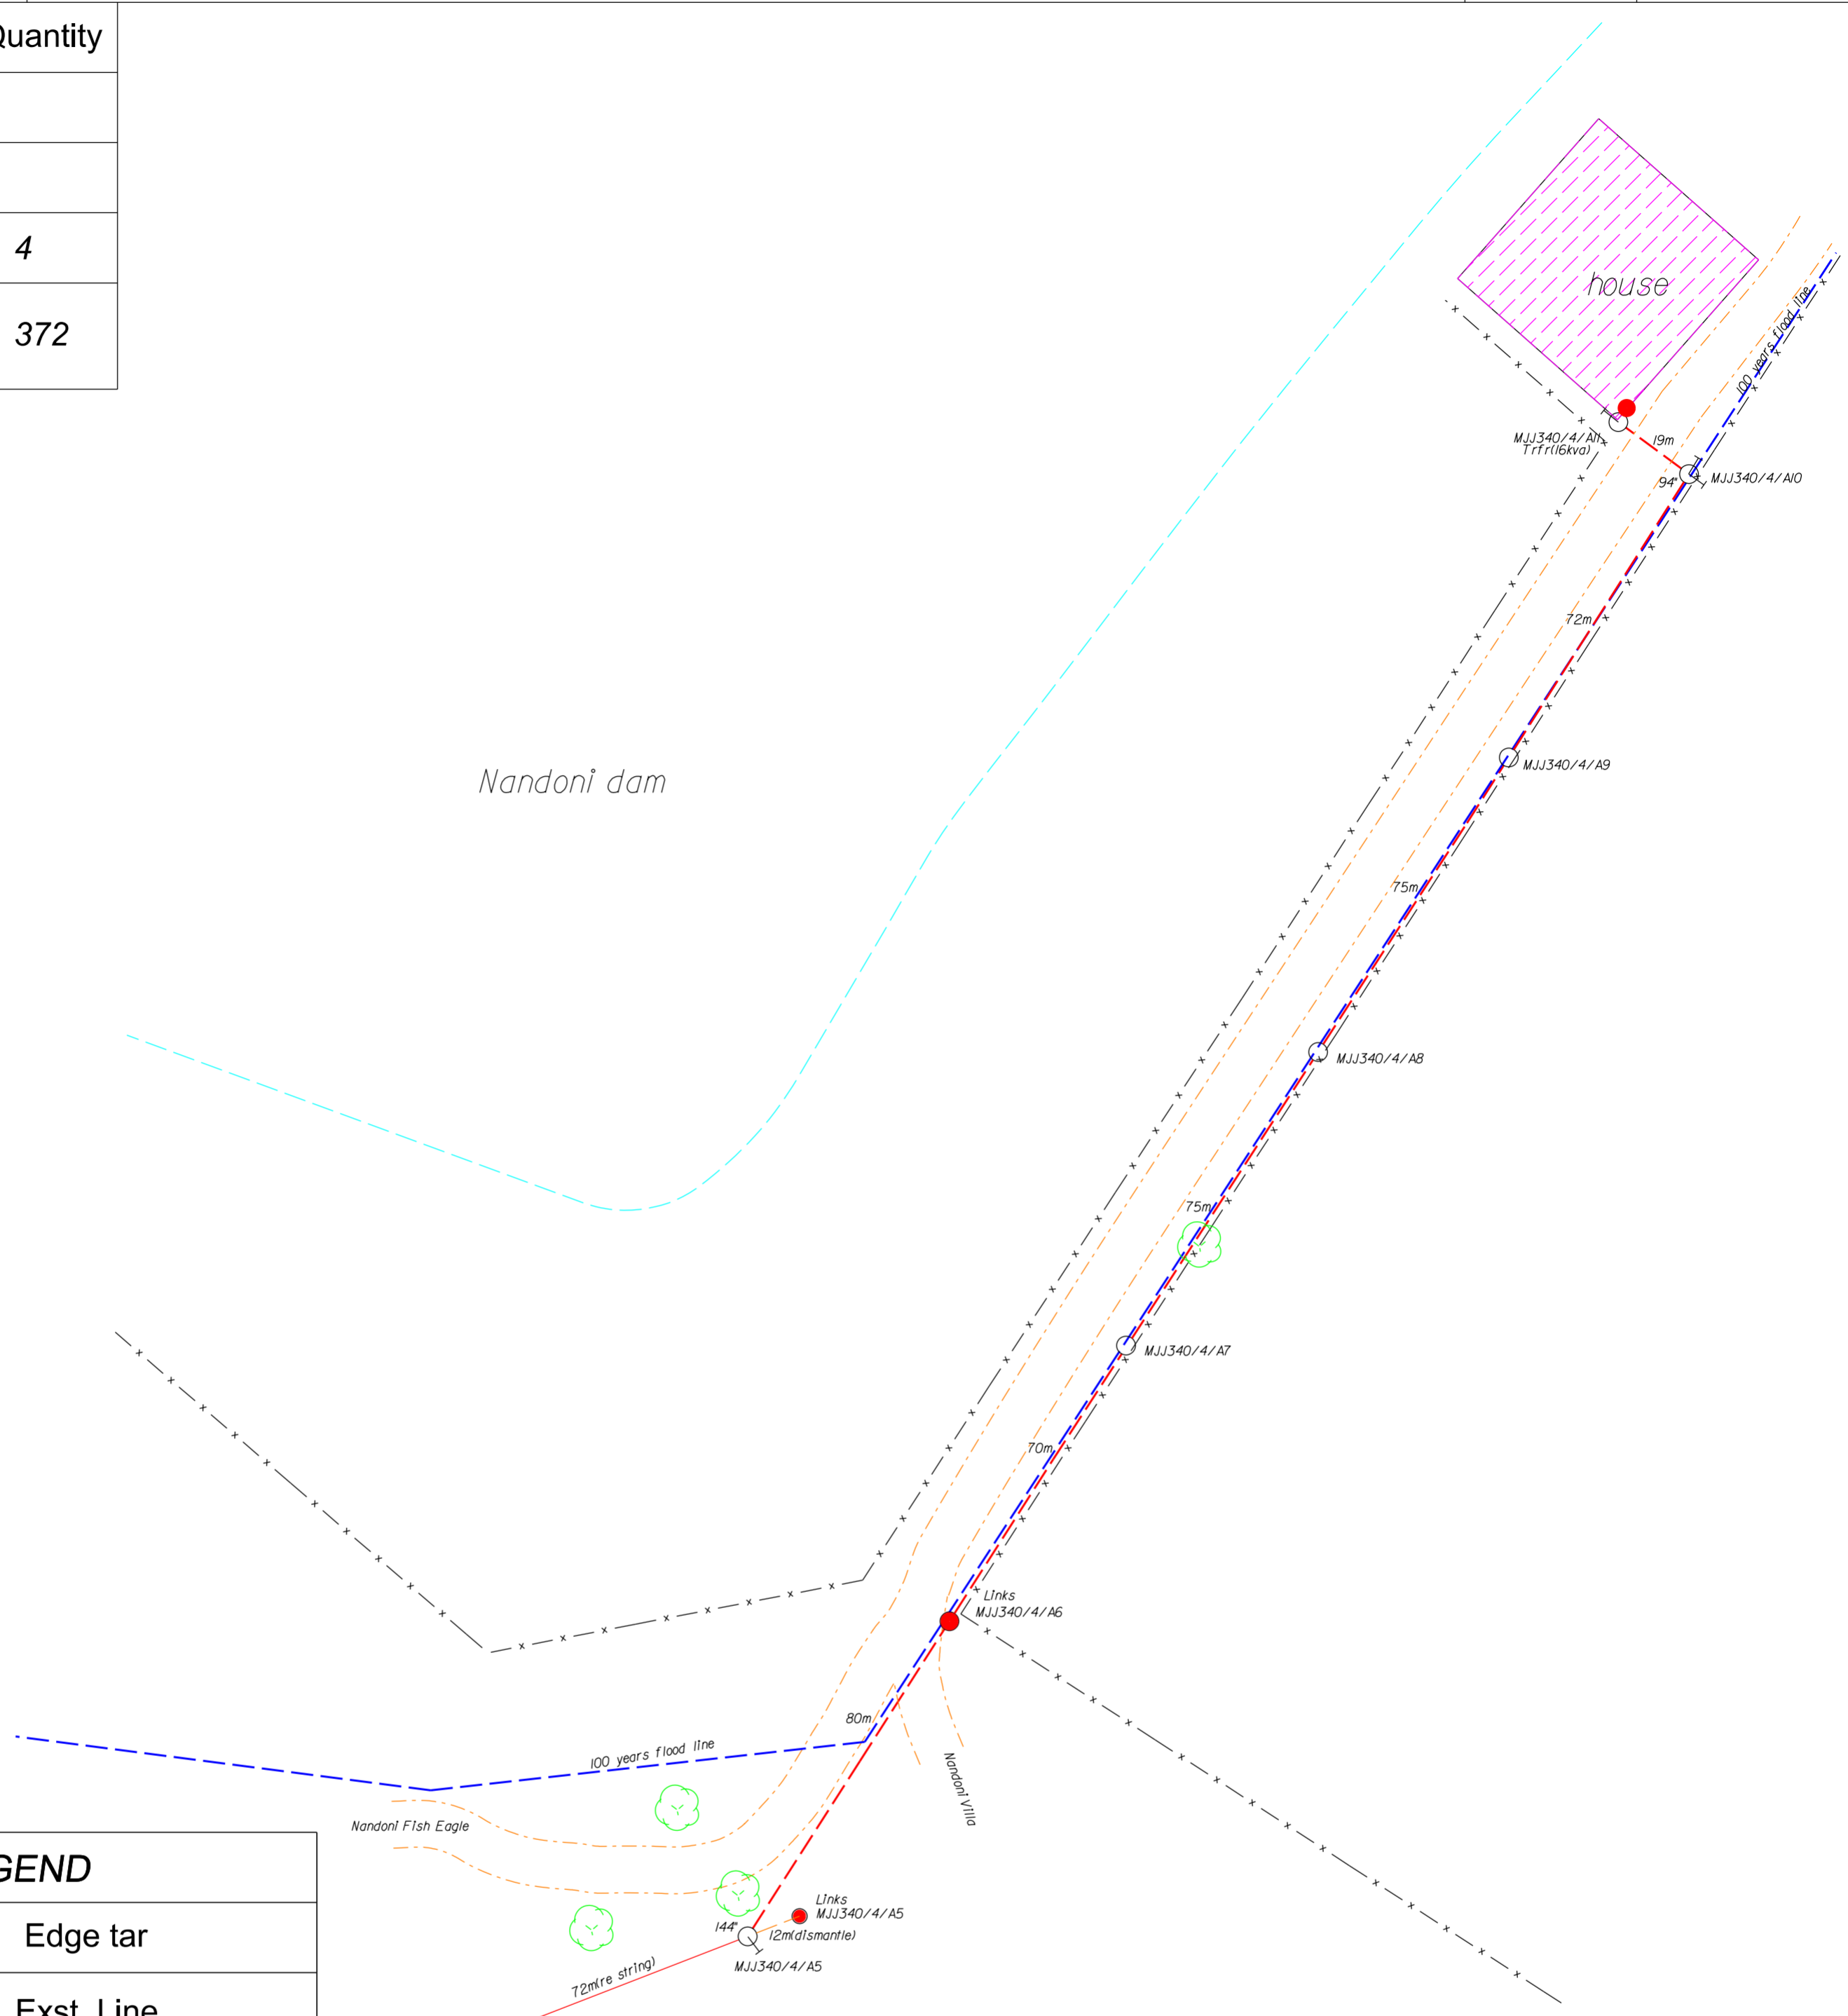 Quantity
4
372
house
100 years flood line
MJJ340/4/A11
Trfr(16kva)
19m
94°
MJJ340/4/A10
72m
MJJ340/4/A9
Nandoni dam
75m
MJJ340/4/A8
75m
MJJ340/4/A7
70m
Links
MJJ340/4/A6
80m
100 years flood line
Nandoni Villa
Nandoni Fish Eagle
GEND
Edge tar
Exst. Line
Links
MJJ340/4/A5
144°
12m(dismantle)
MJJ340/4/A5
72m(re string)